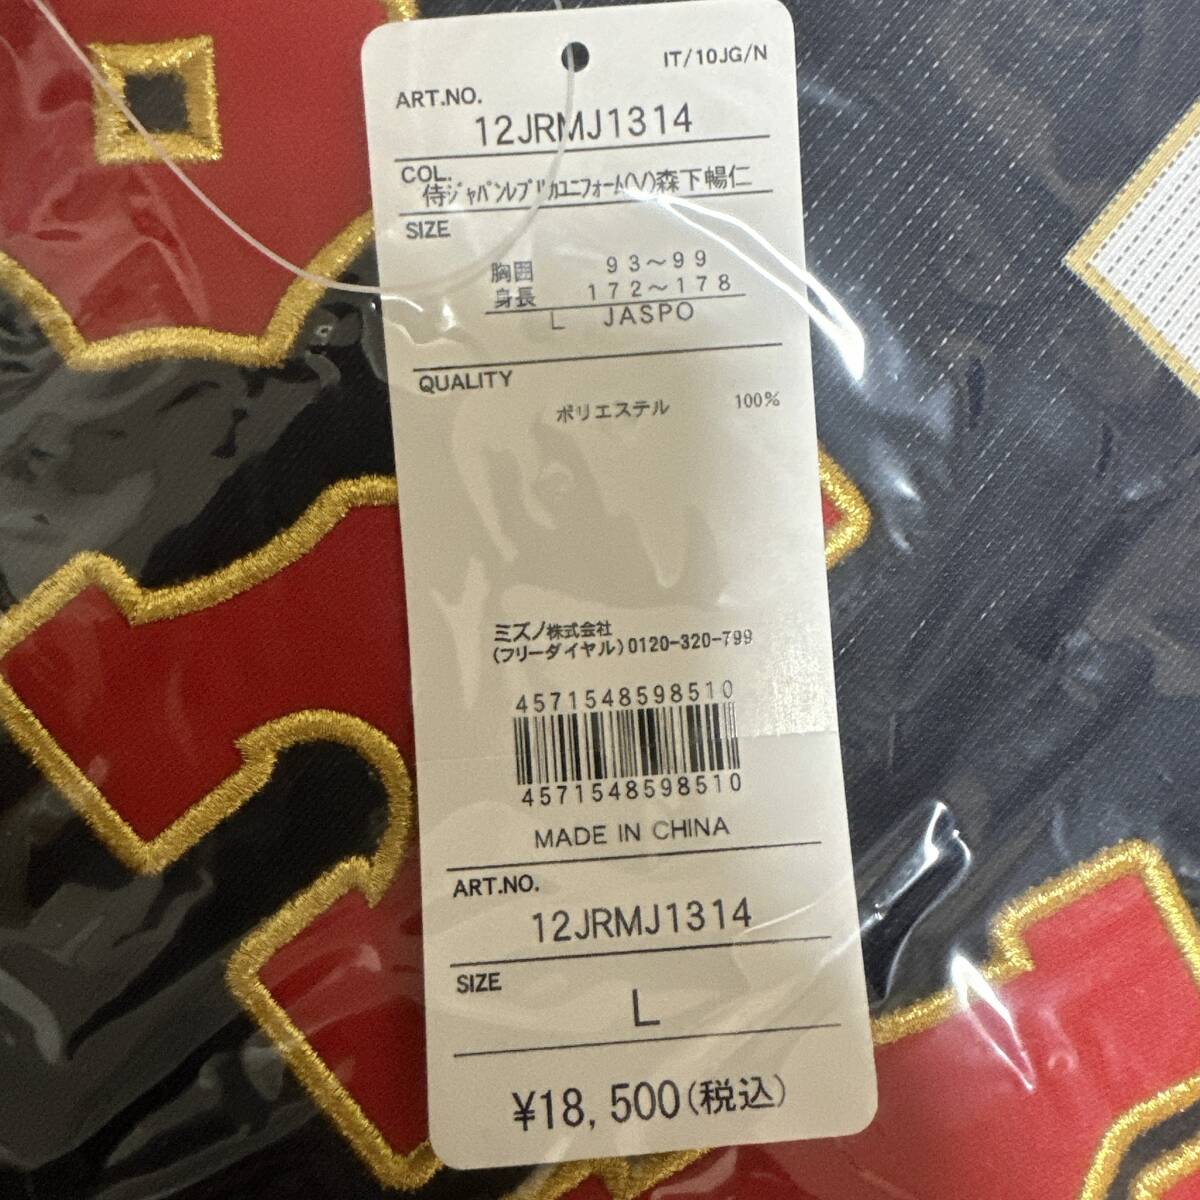 IT/10JG/N
ART.NO.
12JRMJ1314
COL.
侍ｼﾞｬﾊﾟﾝﾚﾌﾟﾘｶﾕﾆﾌｫｰﾑ(V)森下暢仁
SIZE
胸囲 93～99
身長 172～178
L JASPO
QUALITY
ポリエステル 100%
ミズノ株式会社
(フリーダイヤル)0120-320-799
4571548598510
4571548598510
MADE IN CHINA
ART.NO.
12JRMJ1314
SIZE
L
¥18,500(税込)